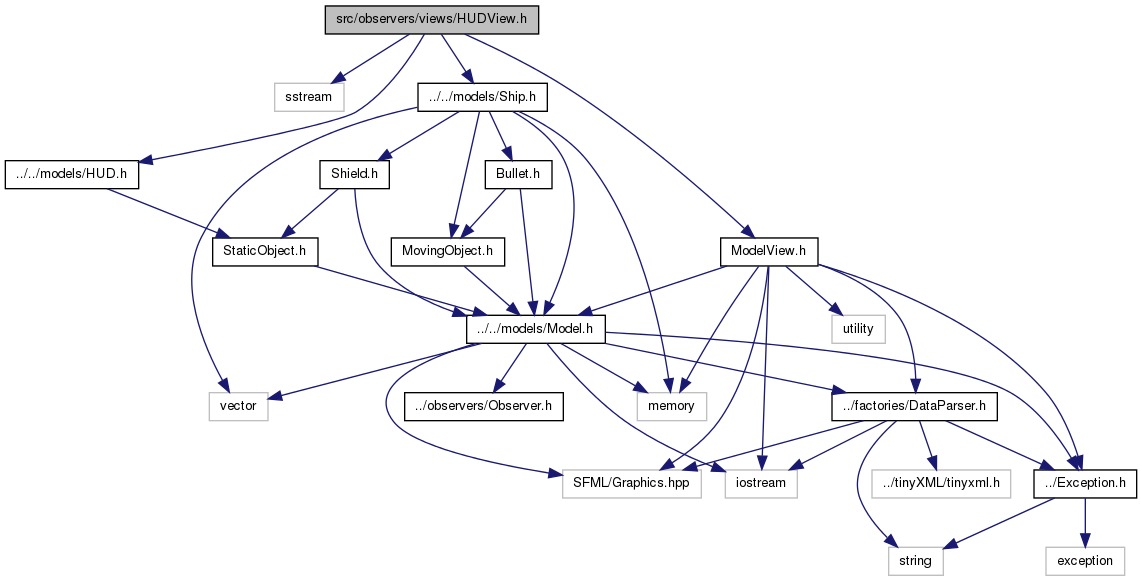 src/observers/views/HUDView.h
sstream
../../models/Ship.h
../../models/HUD.h
Shield.h
Bullet.h
StaticObject.h
MovingObject.h
ModelView.h
../../models/Model.h
utility
vector
../observers/Observer.h
memory
../factories/DataParser.h
SFML/Graphics.hpp
iostream
../tinyXML/tinyxml.h
../Exception.h
string
exception